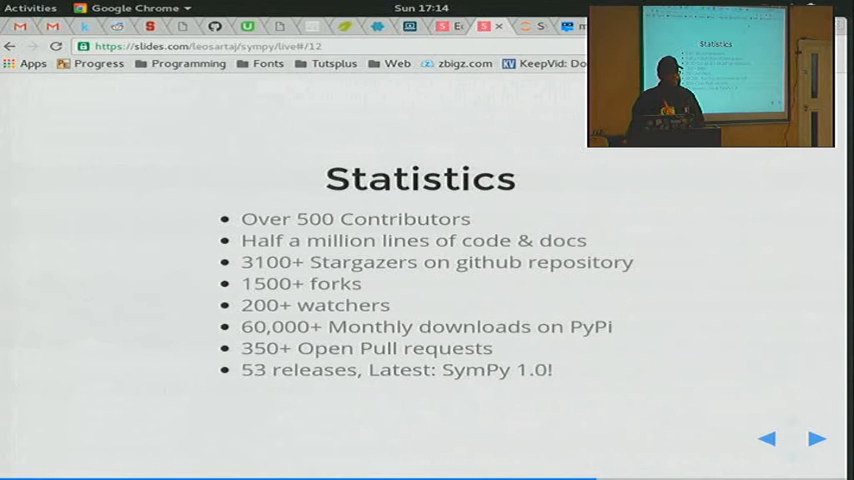 Activities
Google Chrome
Sun 17:14
https://slides.com/leosartaj/sympy/live#/12
Apps
Progress
Programming
Fonts
Tutsplus
Web
zbigz.com
KeepVid: Do
Statistics
Statistics
Over 500 Contributors
Half a million lines of code & docs
3100+ Stargazers on github repository
1500+ forks
200+ watchers
60,000+ Monthly downloads on PyPi
350+ Open Pull requests
53 releases, Latest: SymPy 1.0!